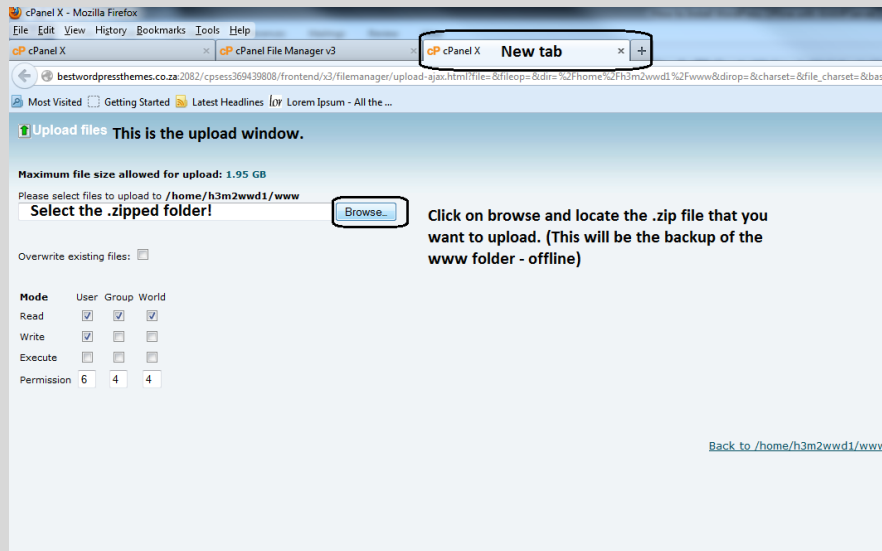 cPanel X - Mozilla Firefox
File Edit View History Bookmarks Tools Help
cP cPanel X × cP cPanel File Manager v3 × cP cPanel X New tab × +
bestwordpressthemes.co.za:2082/cpsess369439808/frontend/x3/filemanager/upload-ajax.html?file=&fileop=&dir=%2Fhome%2Fh3m2wwd1%2Fwww&dirop=&charset=&file_charset=&bas
Most Visited Getting Started Latest Headlines Lorem Ipsum - All the ...
Upload files This is the upload window.
Maximum file size allowed for upload: 1.95 GB
Please select files to upload to /home/h3m2wwd1/www
Select the .zipped folder! Browse...
Click on browse and locate the .zip file that you
want to upload. (This will be the backup of the
www folder - offline)
Overwrite existing files:
Mode User Group World
Read
Write
Execute
Permission 6 4 4
Back to /home/h3m2wwd1/www